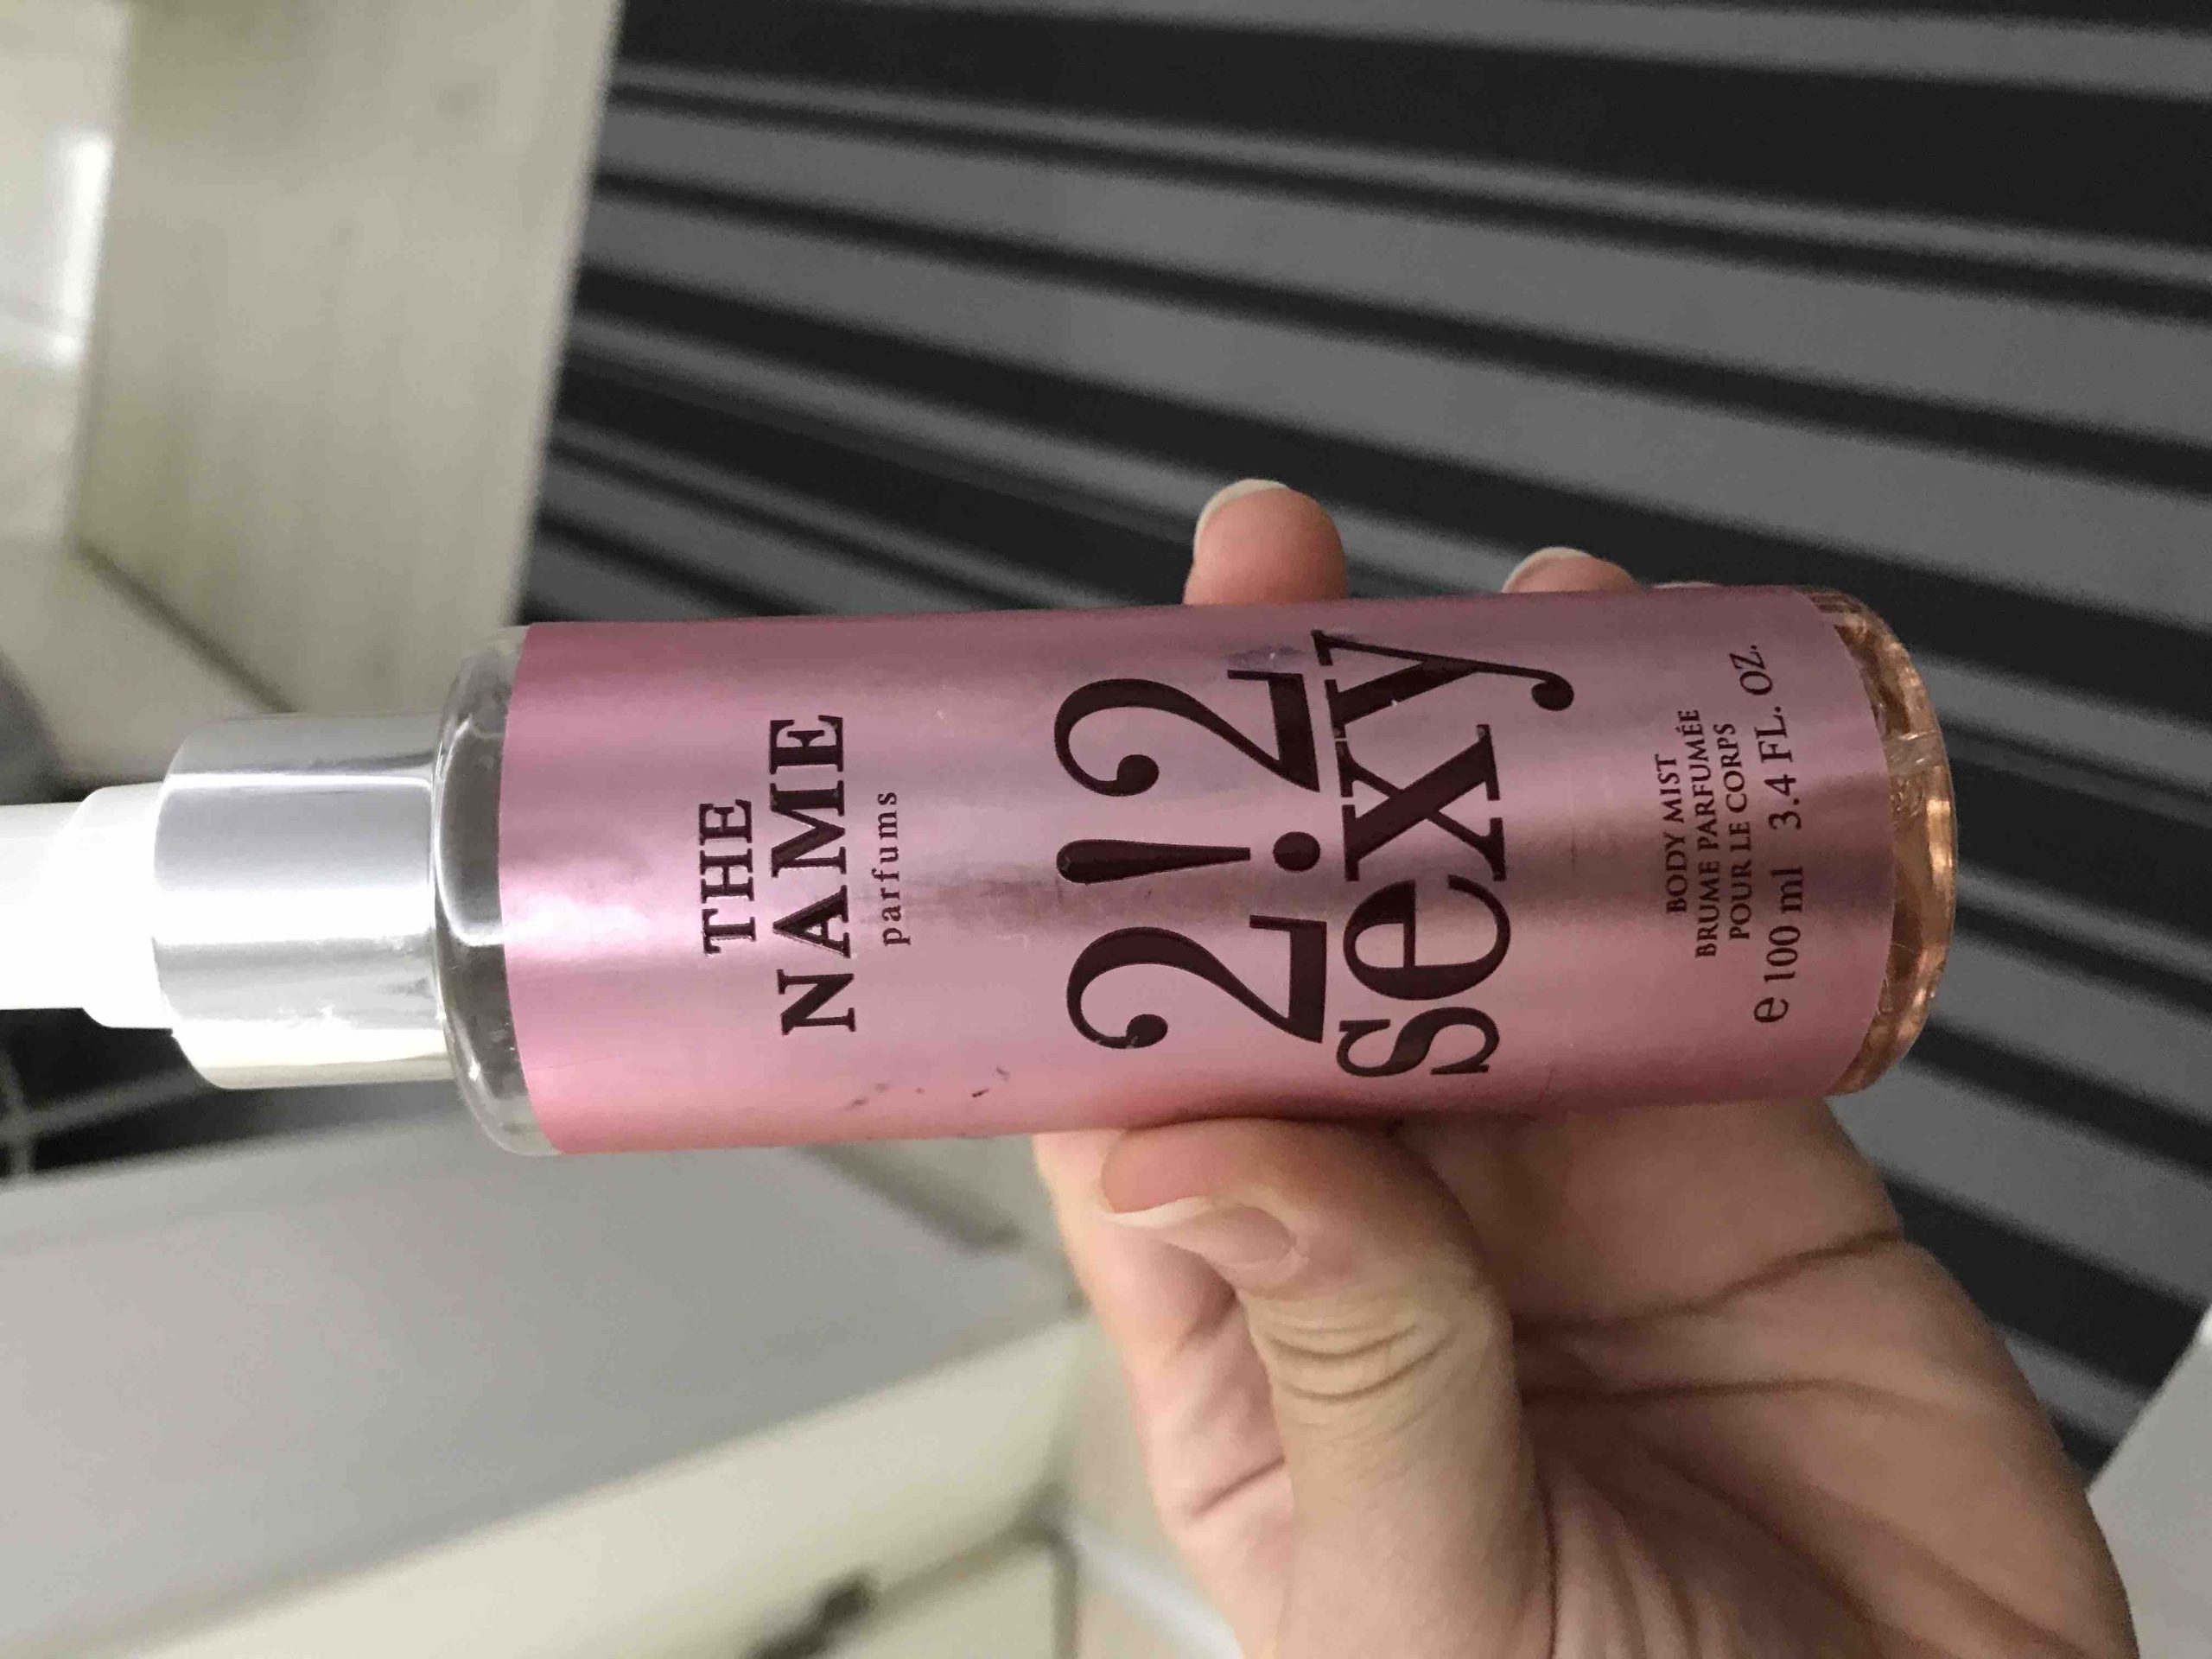 THE
NAME
parfums
2!2
sexy
BODY MIST
BRUME PARFUMÉE
POUR LE CORPS
℮ 100 ml 3.4 FL. OZ.